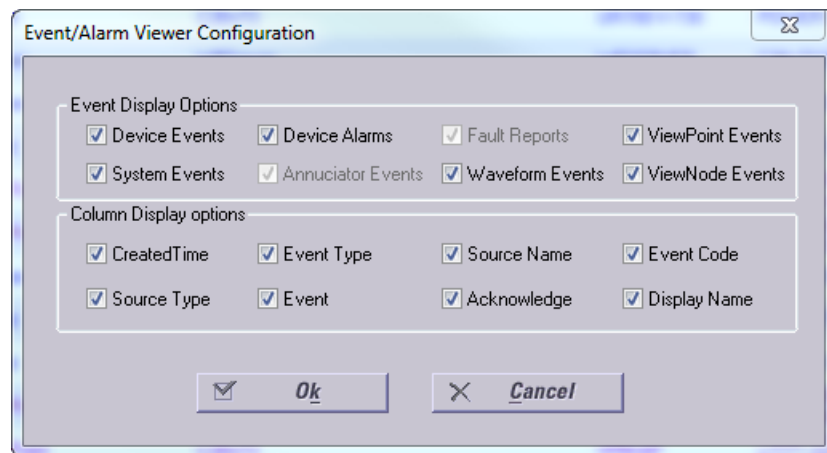 Event/Alarm Viewer Configuration
Event Display Options
Device Events Device Alarms Fault Reports ViewPoint Events
System Events Annuciator Events Waveform Events ViewNode Events
Column Display options
CreatedTime Event Type Source Name Event Code
Source Type Event Acknowledge Display Name
Ok Cancel